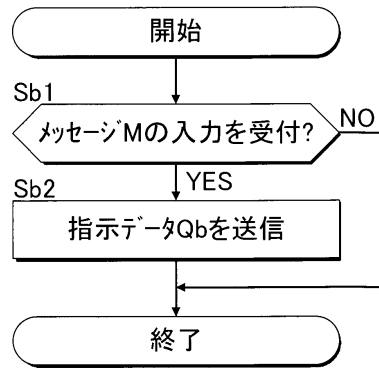 開始
Sb1
メッセージMの入力を受付?
NO
YES
Sb2
指示データQbを送信
終了